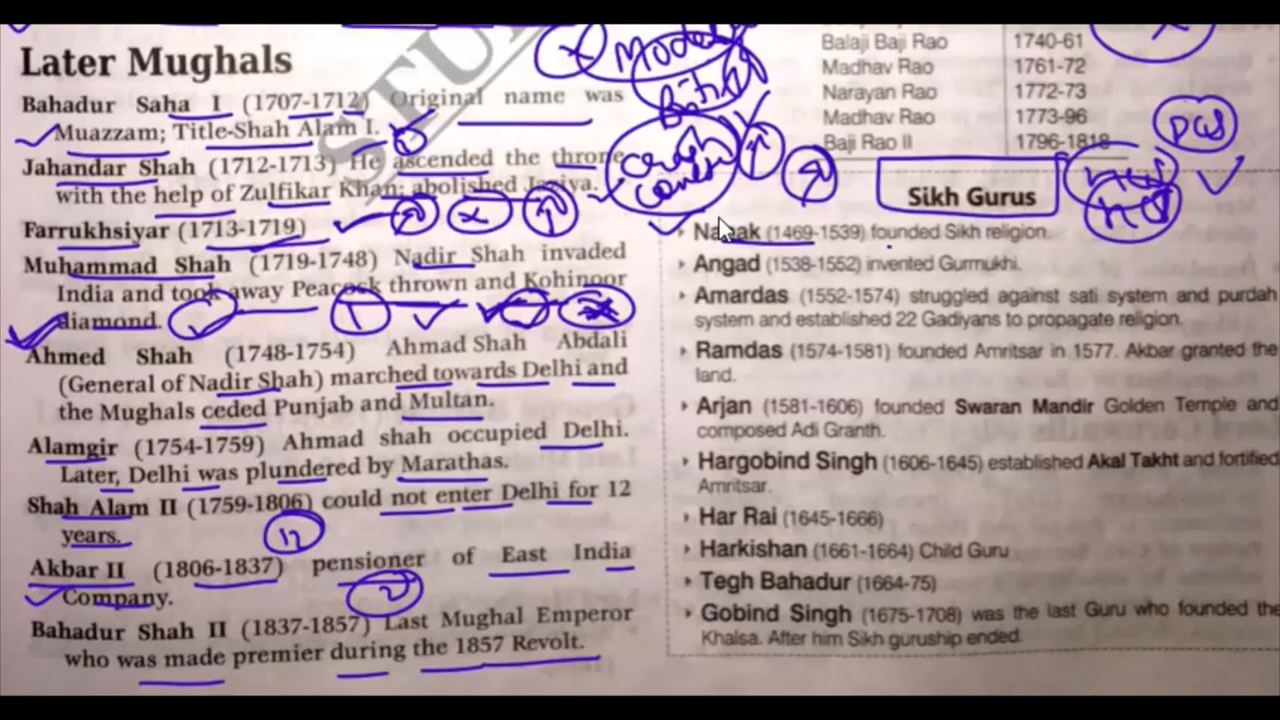 Later Mughals
Bahadur Saha I (1707-1712) Original name was
Muazzam; Title-Shah Alam I.
Jahandar Shah (1712-1713) He ascended the throne
with the help of Zulfikar Khan; abolished Jaziya.
Farrukhsiyar (1713-1719)
Muhammad Shah (1719-1748) Nadir Shah invaded
India and took away Peacock thrown and Kohinoor
diamond.
Ahmed Shah (1748-1754) Ahmad Shah Abdali
(General of Nadir Shah) marched towards Delhi and
the Mughals ceded Punjab and Multan.
Alamgir (1754-1759) Ahmad shah occupied Delhi.
Later, Delhi was plundered by Marathas.
Shah Alam II (1759-1806) could not enter Delhi for 12
years.
12
Akbar II (1806-1837) pensioner of East India
Company.
Bahadur Shah II (1837-1857) Last Mughal Emperor
who was made premier during the 1857 Revolt.
STU
Balaji Baji Rao 1740-61
Madhav Rao 1761-72
Narayan Rao 1772-73
Madhav Rao 1773-96
Baji Rao II 1796-1818
Sikh Gurus
Nanak (1469-1539) founded Sikh religion.
Angad (1538-1552) invented Gurmukhi.
Amardas (1552-1574) struggled against sati system and purdah
system and established 22 Gadiyans to propagate religion.
Ramdas (1574-1581) founded Amritsar in 1577. Akbar granted the
land.
Arjan (1581-1606) founded Swaran Mandir Golden Temple and
composed Adi Granth.
Hargobind Singh (1606-1645) established Akal Takht and fortified
Amritsar.
Har Rai (1645-1666)
Harkishan (1661-1664) Child Guru
Tegh Bahadur (1664-75)
Gobind Singh (1675-1708) was the last Guru who founded the
Khalsa. After him Sikh guruship ended.